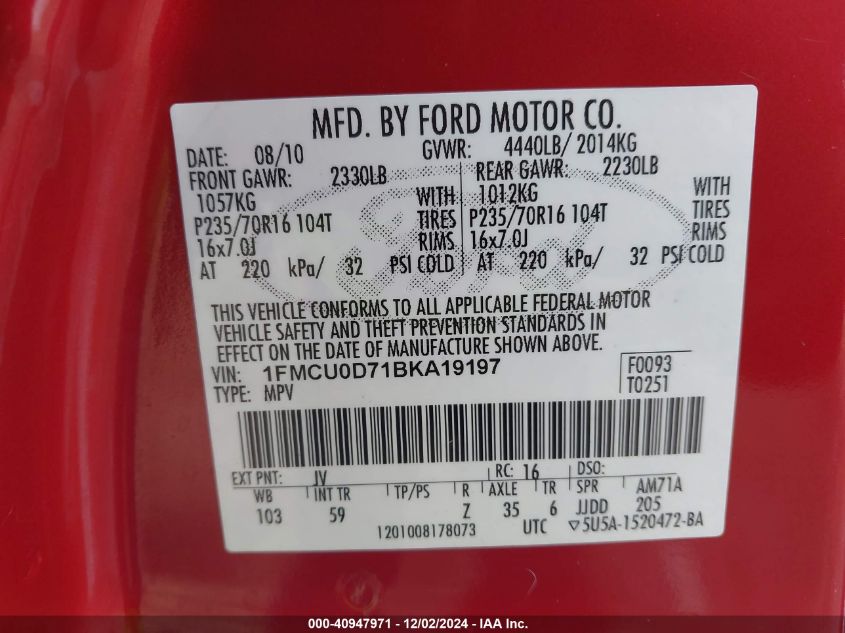 MFD. BY FORD MOTOR CO.
DATE: 08/10 GVWR: 4440LB/ 2014KG
FRONT GAWR: 2330LB REAR GAWR: 2230LB
1057KG WITH 1012KG WITH
P235/70R16 104T TIRES P235/70R16 104T TIRES
16x7.0J RIMS 16x7.0J RIMS
AT 220 kPa/ 32 PSI COLD AT 220 kPa/ 32 PSI COLD
THIS VEHICLE CONFORMS TO ALL APPLICABLE FEDERAL MOTOR
VEHICLE SAFETY AND THEFT PREVENTION STANDARDS IN
EFFECT ON THE DATE OF MANUFACTURE SHOWN ABOVE.
VIN: 1FMCU0D71BKA19197 F0093
TYPE: MPV T0251
EXT PNT: JV RC: 16 DSO:
WB INT TR TP/PS R AXLE TR SPR AM71A
103 59 Z 35 6 JJDD 205
1201008178073 UTC ▽5U5A-1520472-BA
000-40947971 - 12/02/2024 - IAA Inc.